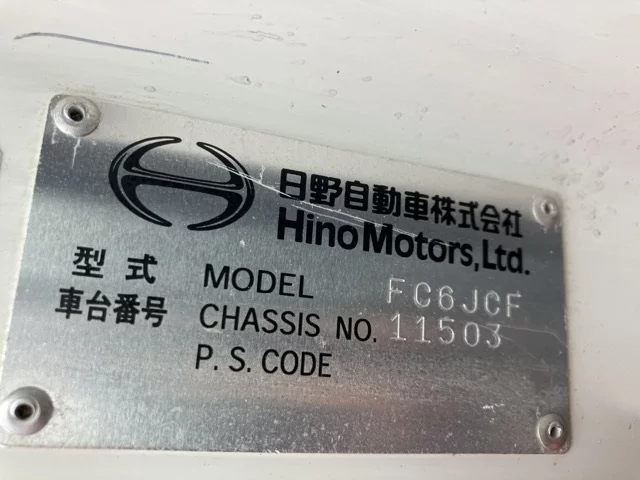 日野自動車株式会社
Hino Motors, Ltd.
型式 MODEL FC6JCF
車台番号 CHASSIS NO. 11503
P. S. CODE